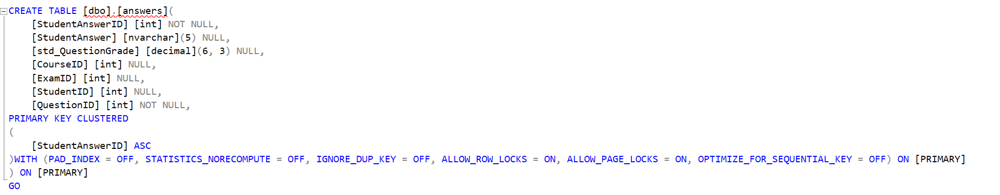 CREATE TABLE [dbo].[answers](
    [StudentAnswerID] [int] NOT NULL,
    [StudentAnswer] [nvarchar](5) NULL,
    [std_QuestionGrade] [decimal](6, 3) NULL,
    [CourseID] [int] NULL,
    [ExamID] [int] NULL,
    [StudentID] [int] NULL,
    [QuestionID] [int] NOT NULL,
PRIMARY KEY CLUSTERED
(
    [StudentAnswerID] ASC
)WITH (PAD_INDEX = OFF, STATISTICS_NORECOMPUTE = OFF, IGNORE_DUP_KEY = OFF, ALLOW_ROW_LOCKS = ON, ALLOW_PAGE_LOCKS = ON, OPTIMIZE_FOR_SEQUENTIAL_KEY = OFF) ON [PRIMARY]
) ON [PRIMARY]
GO